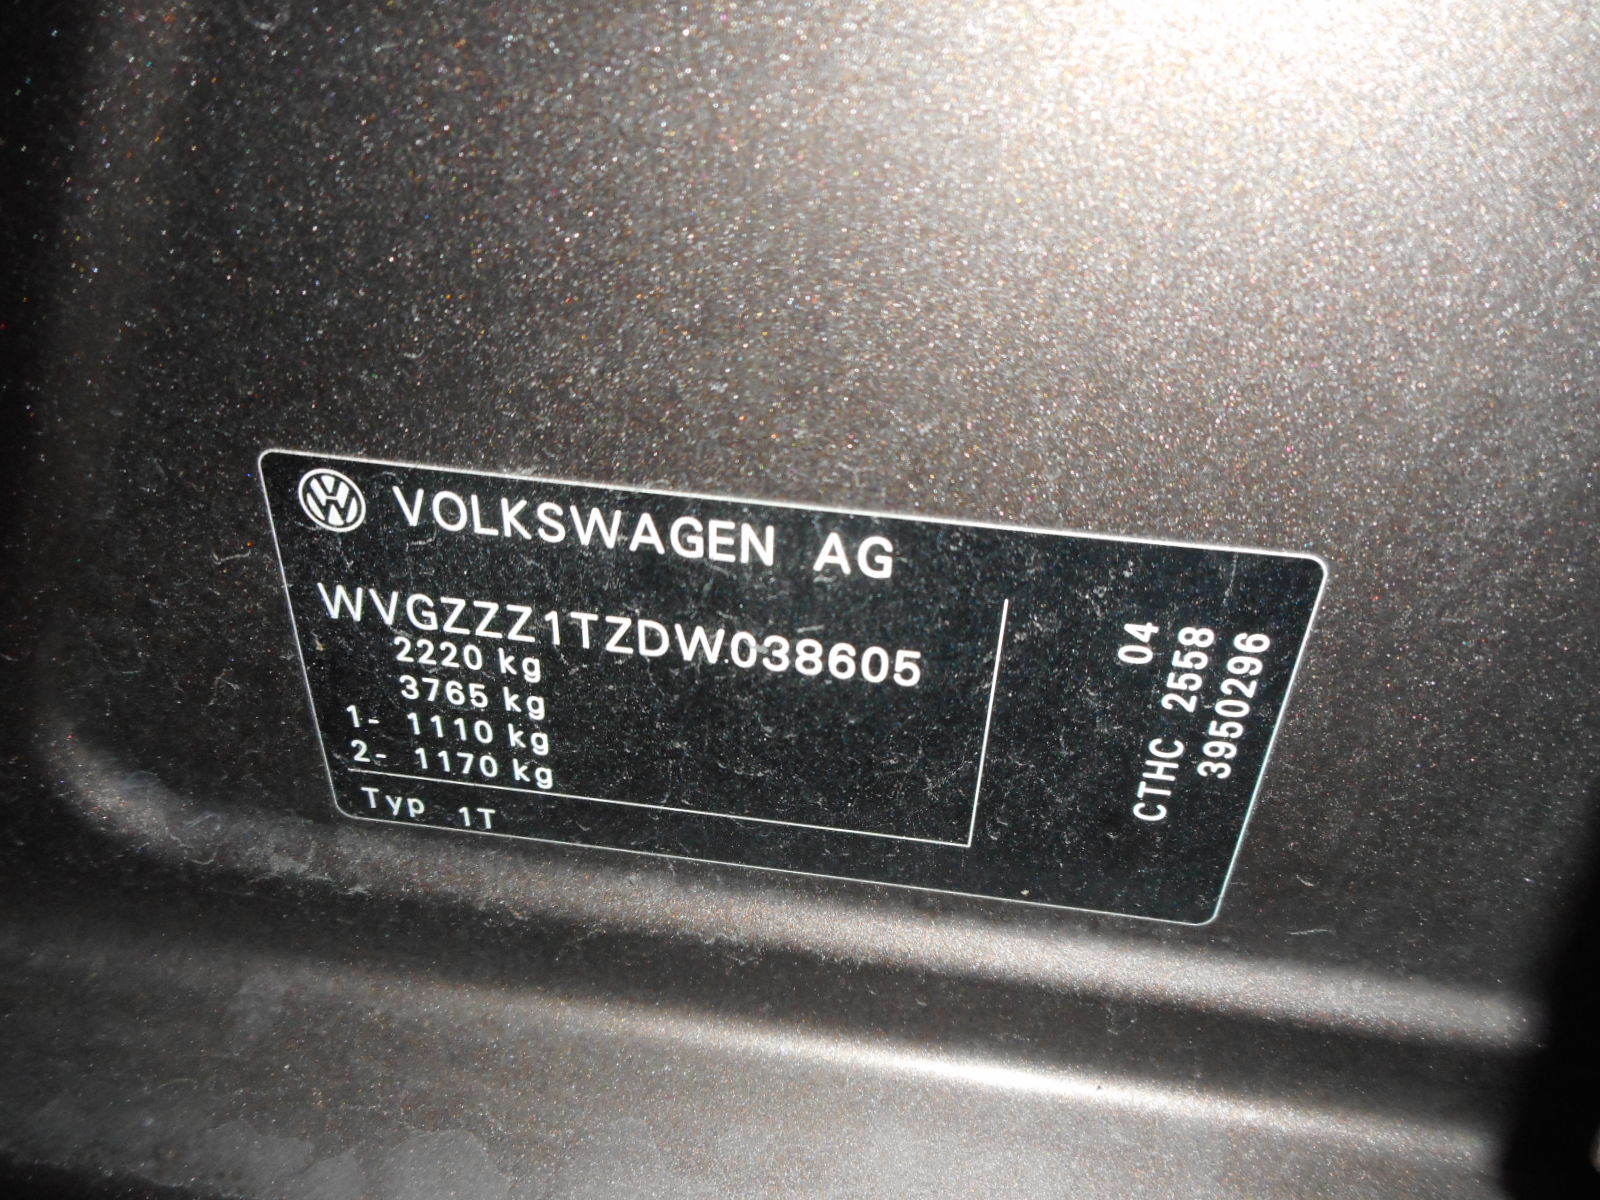 VOLKSWAGEN AG
WVGZZZ1TZDW038605
2220 kg
3765 kg
1- 1110 kg
2- 1170 kg
Typ 1T
04
CTHC 2558
3950296